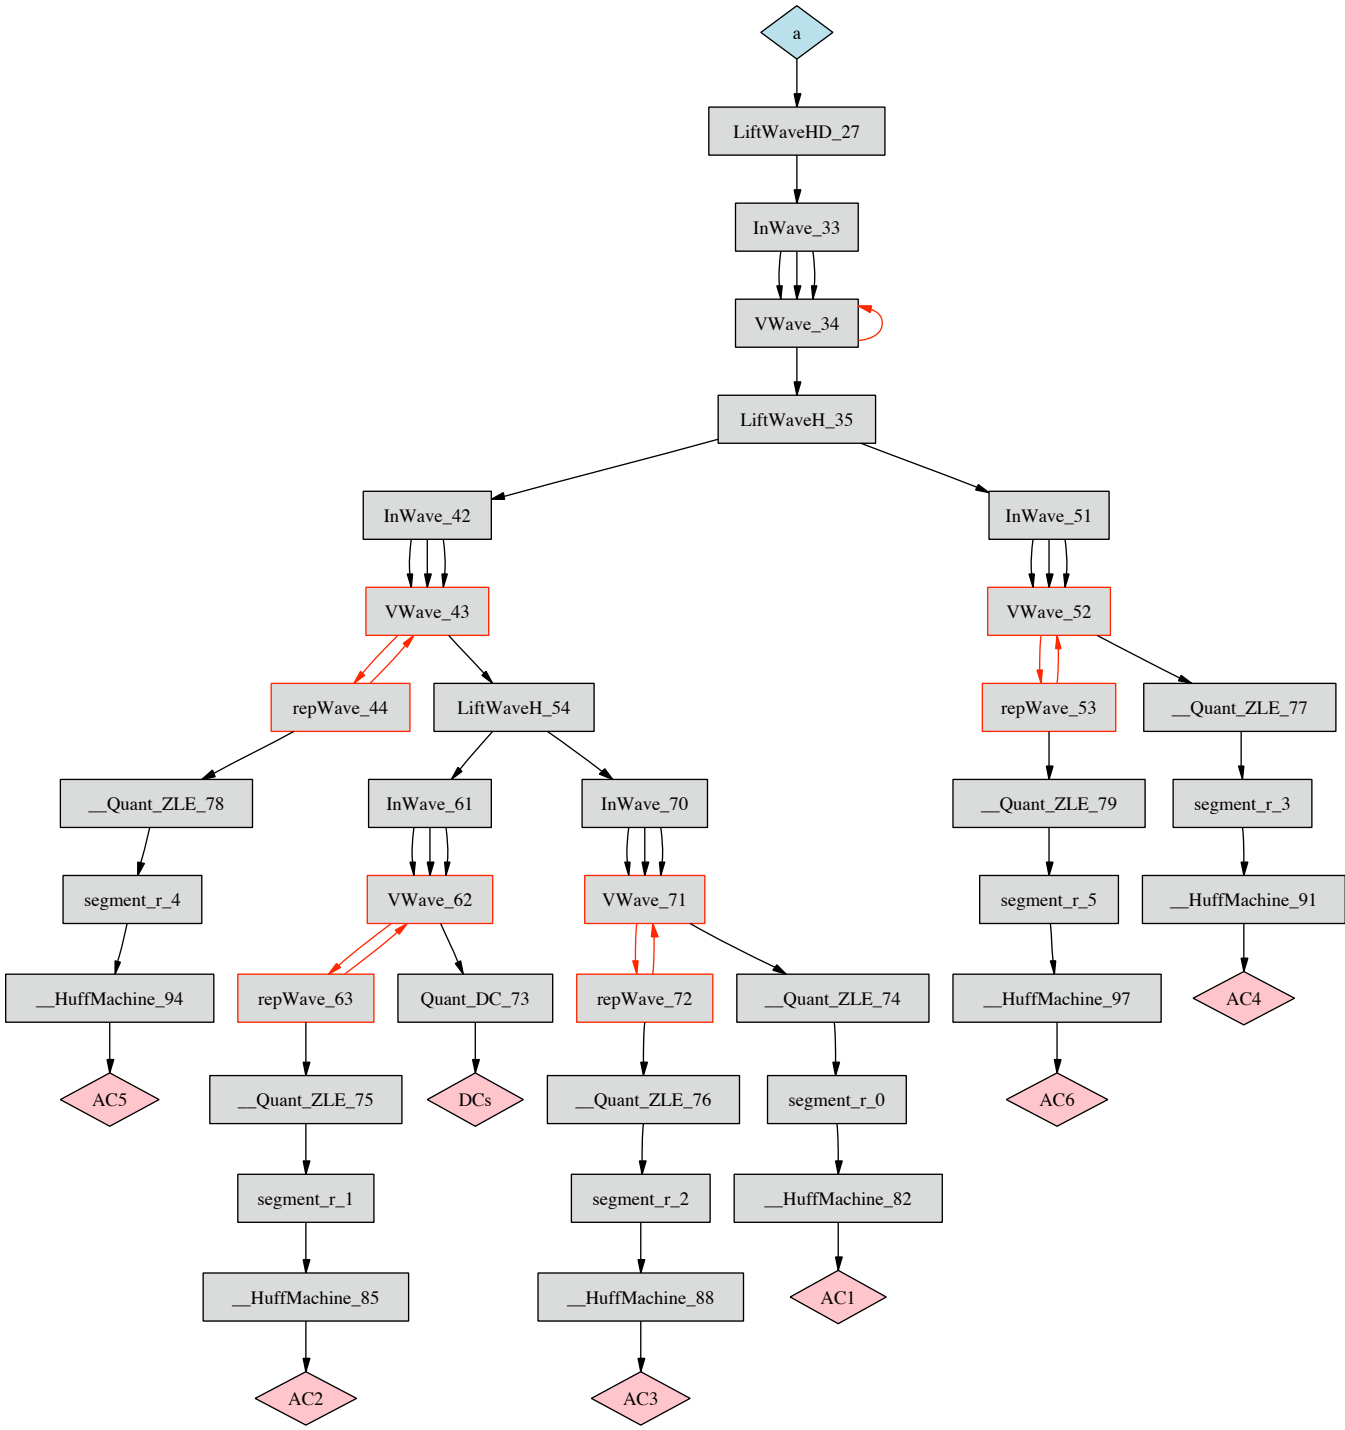 a
LiftWaveHD_27
InWave_33
VWave_34
LiftWaveH_35
InWave_42
InWave_51
VWave_43
VWave_52
repWave_44
LiftWaveH_54
repWave_53
__Quant_ZLE_77
__Quant_ZLE_78
InWave_61
InWave_70
__Quant_ZLE_79
segment_r_3
segment_r_4
VWave_62
VWave_71
segment_r_5
__HuffMachine_91
__HuffMachine_94
repWave_63
Quant_DC_73
repWave_72
__Quant_ZLE_74
__HuffMachine_97
AC4
AC5
__Quant_ZLE_75
DCs
__Quant_ZLE_76
segment_r_0
AC6
segment_r_1
segment_r_2
__HuffMachine_82
__HuffMachine_85
__HuffMachine_88
AC1
AC2
AC3